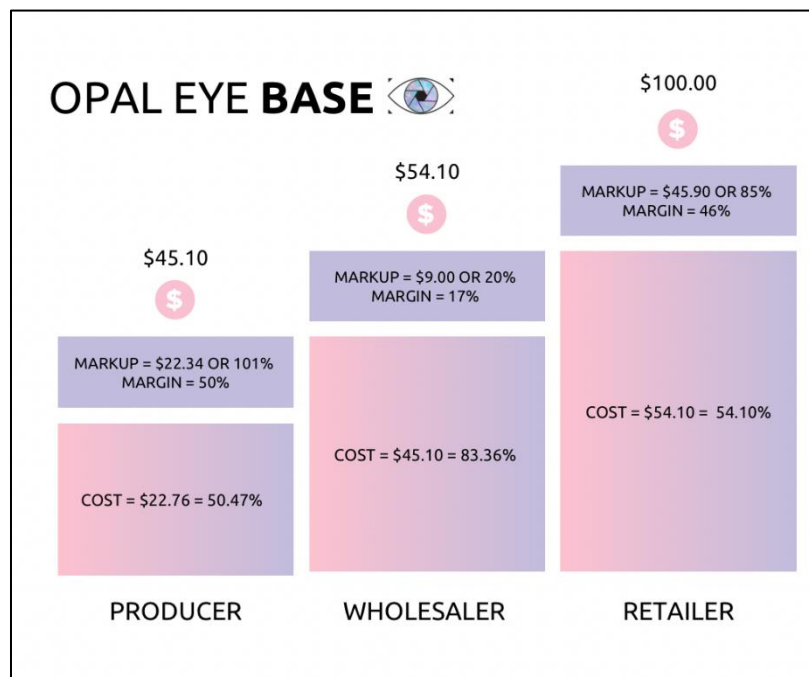 OPAL EYE BASE
$45.10
$
MARKUP = $22.34 OR 101%
MARGIN = 50%
COST = $22.76 = 50.47%
PRODUCER
$54.10
$
MARKUP = $9.00 OR 20%
MARGIN = 17%
COST = $45.10 = 83.36%
WHOLESALER
$100.00
$
MARKUP = $45.90 OR 85%
MARGIN = 46%
COST = $54.10 = 54.10%
RETAILER